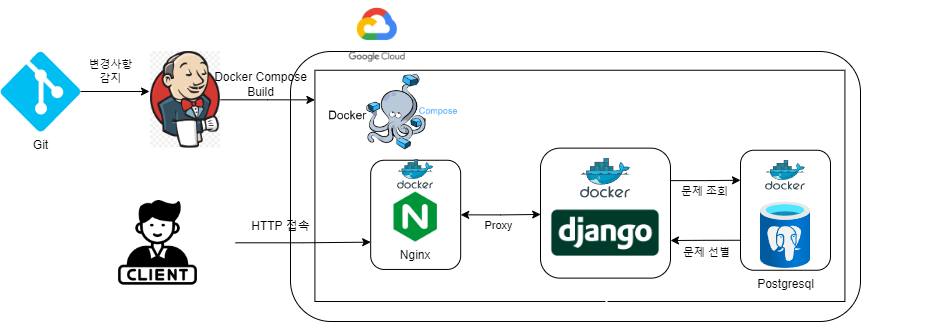 Google Cloud
변경사항
감지
Docker Compose
Build
Git
Docker
Compose
docker
Nginx
HTTP 접속
Proxy
docker
django
문제 조회
문제 선별
docker
Postgresql
CLIENT